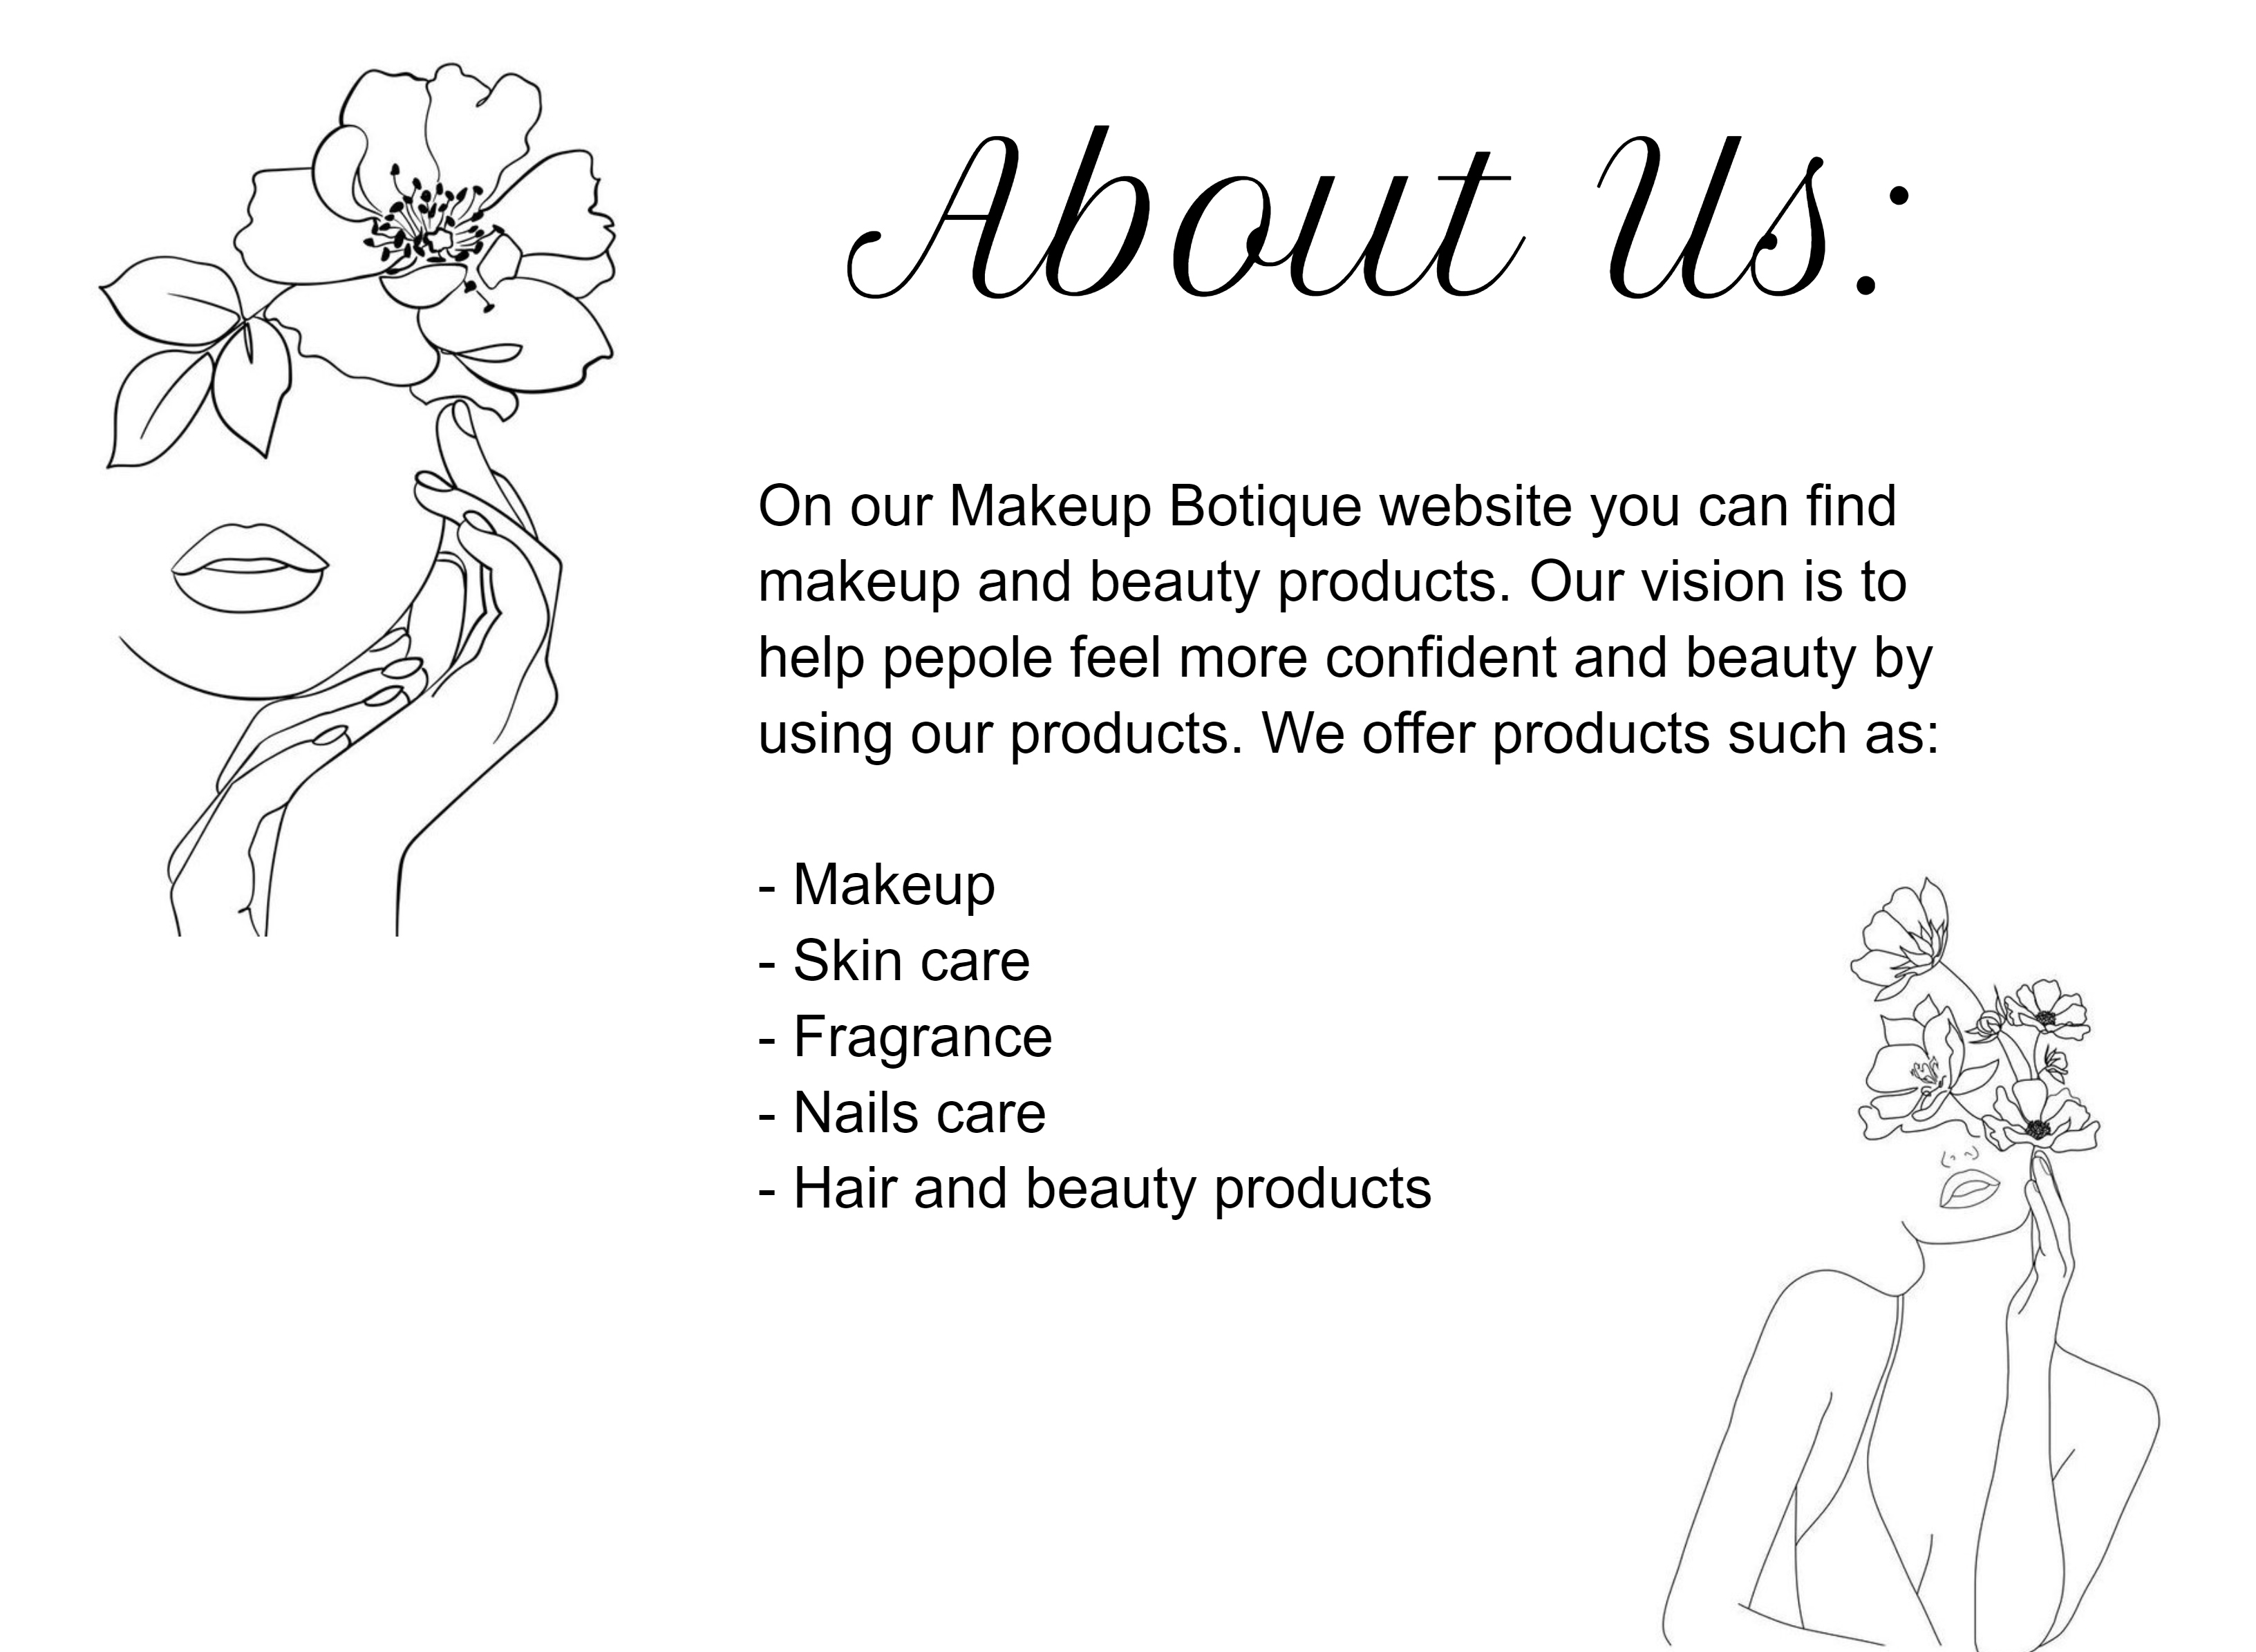 About Us:
On our Makeup Botique website you can find
makeup and beauty products. Our vision is to
help pepole feel more confident and beauty by
using our products. We offer products such as:
- Makeup
- Skin care
- Fragrance
- Nails care
- Hair and beauty products